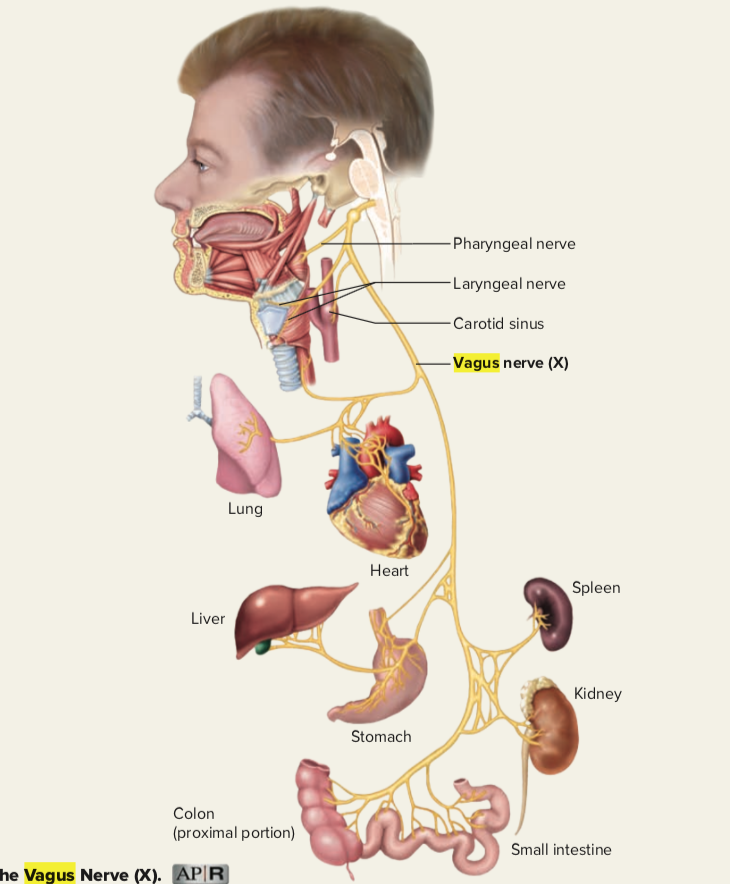 Pharyngeal nerve
Laryngeal nerve
Carotid sinus
Vagus nerve (X)
Lung
Heart
Spleen
Liver
Kidney
Stomach
Colon
(proximal portion)
Small intestine
he Vagus Nerve (X). AP|R